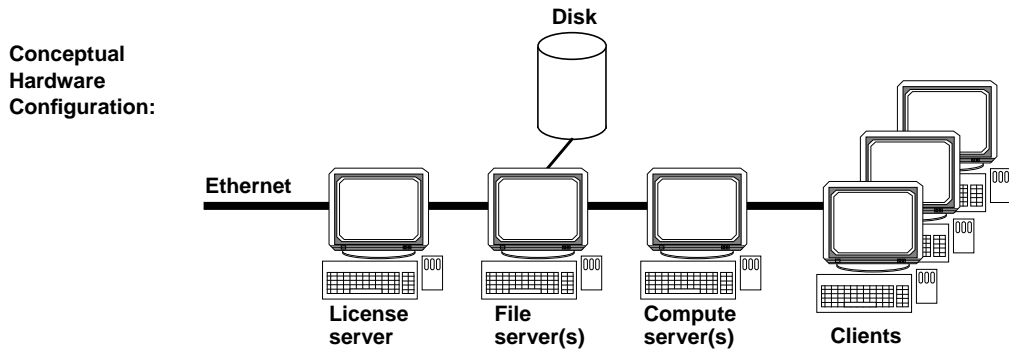 Disk
Conceptual
Hardware
Configuration:
Ethernet
License
server
File
server(s)
Compute
server(s)
Clients